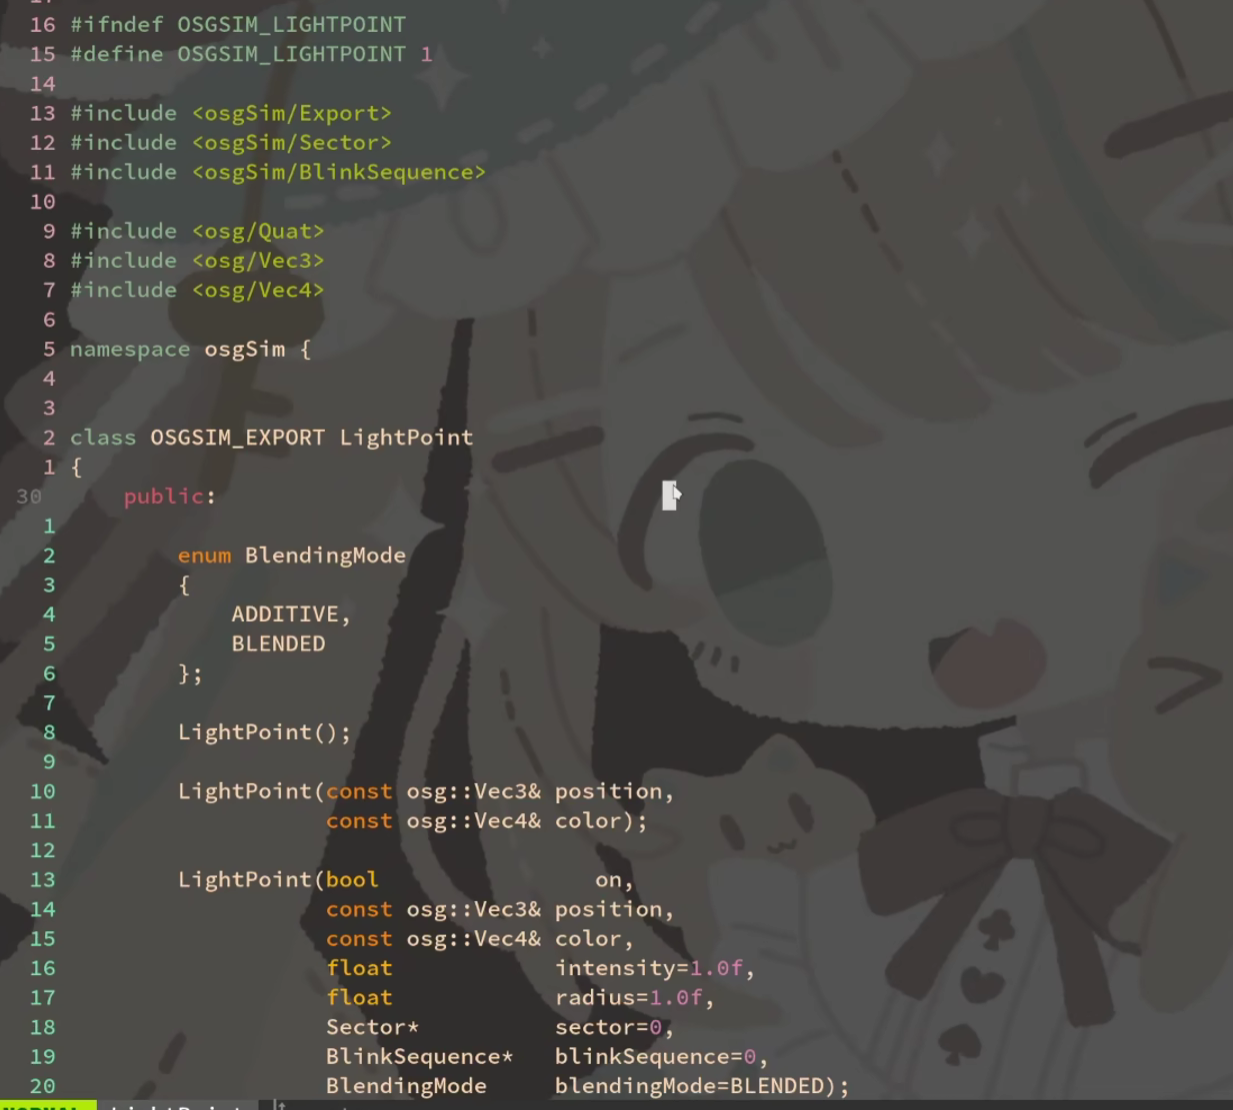 16 #ifndef OSGSIM_LIGHTPOINT
15 #define OSGSIM_LIGHTPOINT 1
14
13 #include <osgSim/Export>
12 #include <osgSim/Sector>
11 #include <osgSim/BlinkSequence>
10
9 #include <osg/Quat>
8 #include <osg/Vec3>
7 #include <osg/Vec4>
6
5 namespace osgSim {
4
3
2 class OSGSIM_EXPORT LightPoint
1 {
30     public:
1
2         enum BlendingMode
3         {
4             ADDITIVE,
5             BLENDED
6         };
7
8         LightPoint();
9
10         LightPoint(const osg::Vec3& position,
11                    const osg::Vec4& color);
12
13         LightPoint(bool                on,
14                    const osg::Vec3& position,
15                    const osg::Vec4& color,
16                    float            intensity=1.0f,
17                    float            radius=1.0f,
18                    Sector*          sector=0,
19                    BlinkSequence*   blinkSequence=0,
20                    BlendingMode     blendingMode=BLENDED);